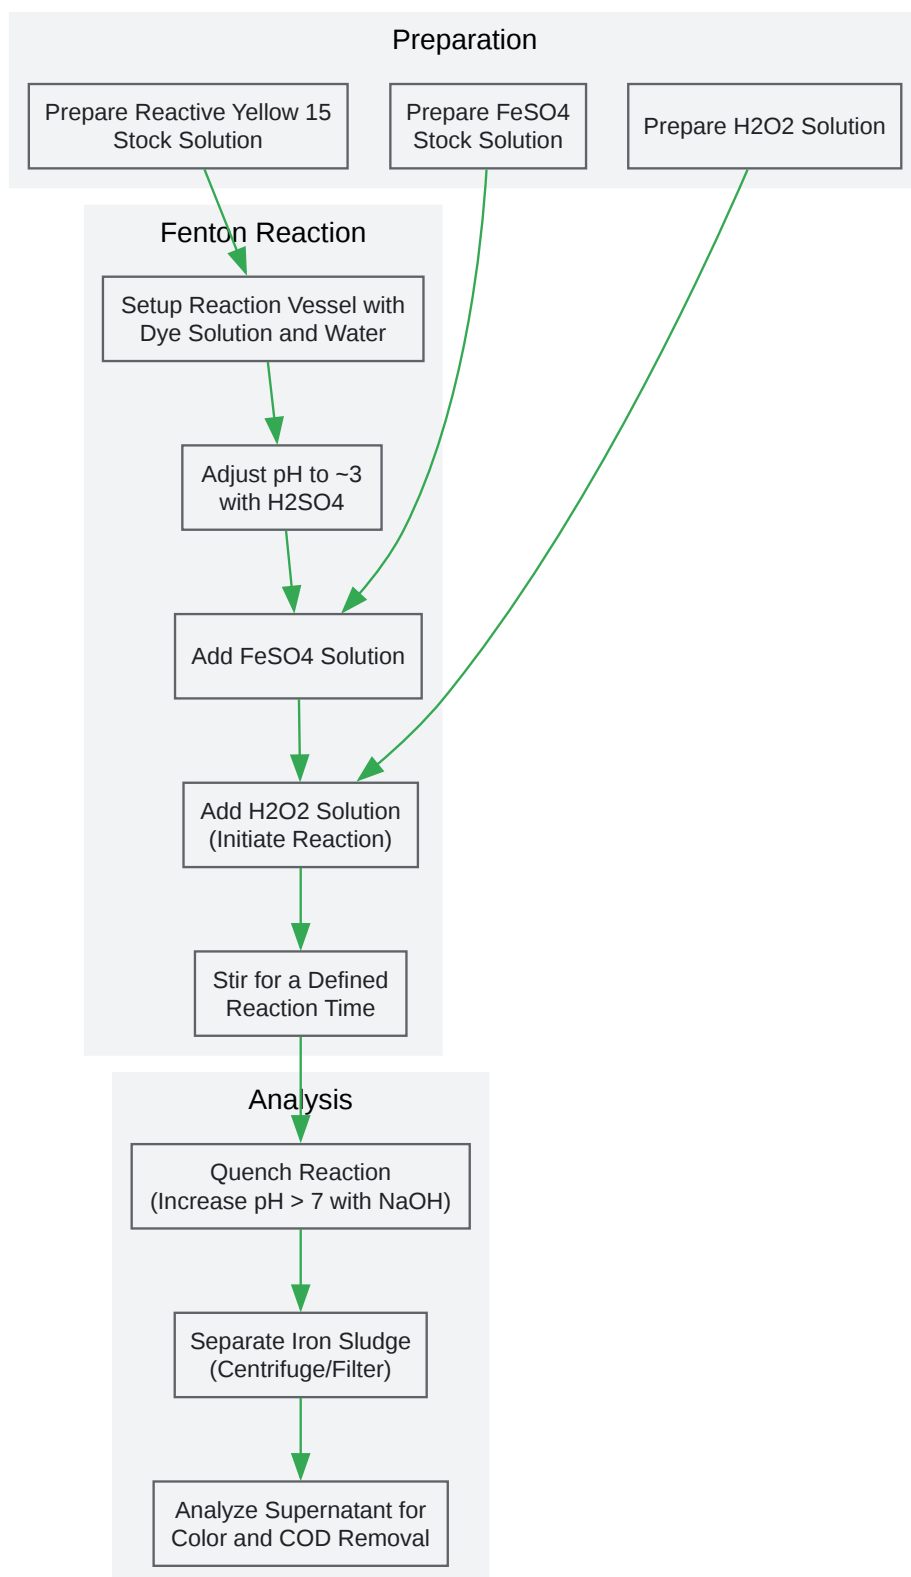 Preparation
Prepare Reactive Yellow 15
Stock Solution
Prepare FeSO4
Stock Solution
Prepare H2O2 Solution
Fenton Reaction
Setup Reaction Vessel with
Dye Solution and Water
Adjust pH to ~3
with H2SO4
Add FeSO4 Solution
Add H2O2 Solution
(Initiate Reaction)
Stir for a Defined
Reaction Time
Analysis
Quench Reaction
(Increase pH > 7 with NaOH)
Separate Iron Sludge
(Centrifuge/Filter)
Analyze Supernatant for
Color and COD Removal